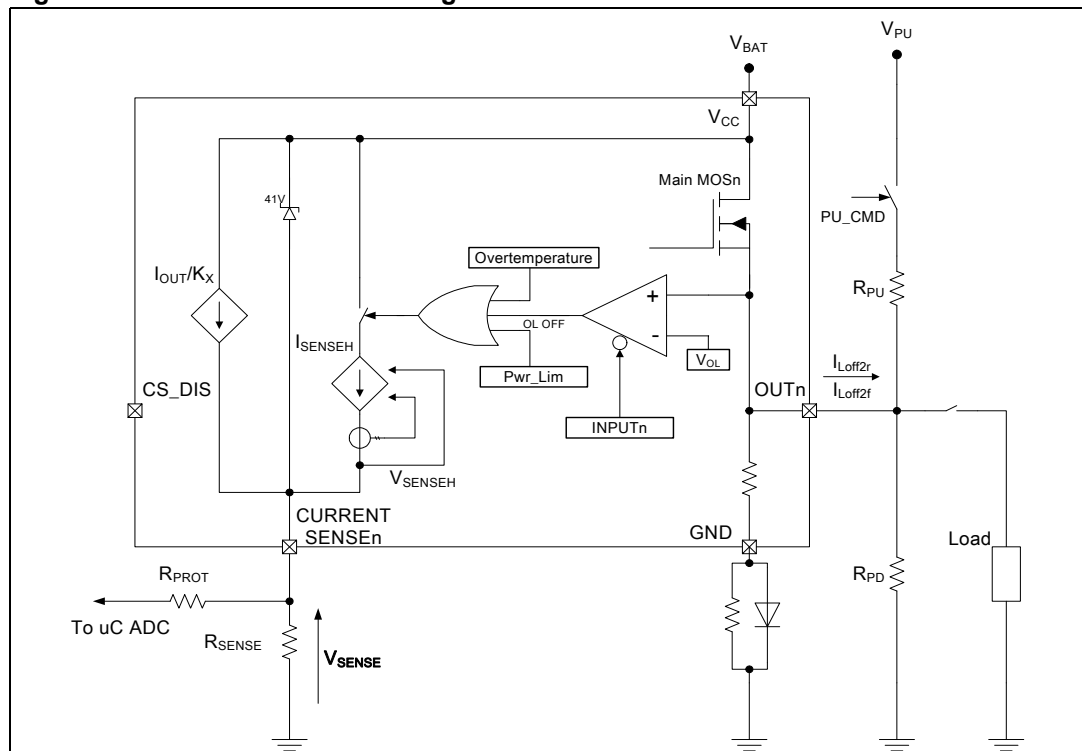 V_PU
V_BAT
V_CC
Main MOSn
41V
PU_CMD
Overtemperature
R_PU
I_OUT/K_X
+
OL OFF
-
I_SENSEH
V_OL
I_Loff2r
Pwr_Lim
I_Loff2f
CS_DIS
OUTn
INPUTn
V_SENSEH
CURRENT
SENSEn
GND
Load
R_PROT
R_PD
To uC ADC
R_SENSE
V_SENSE